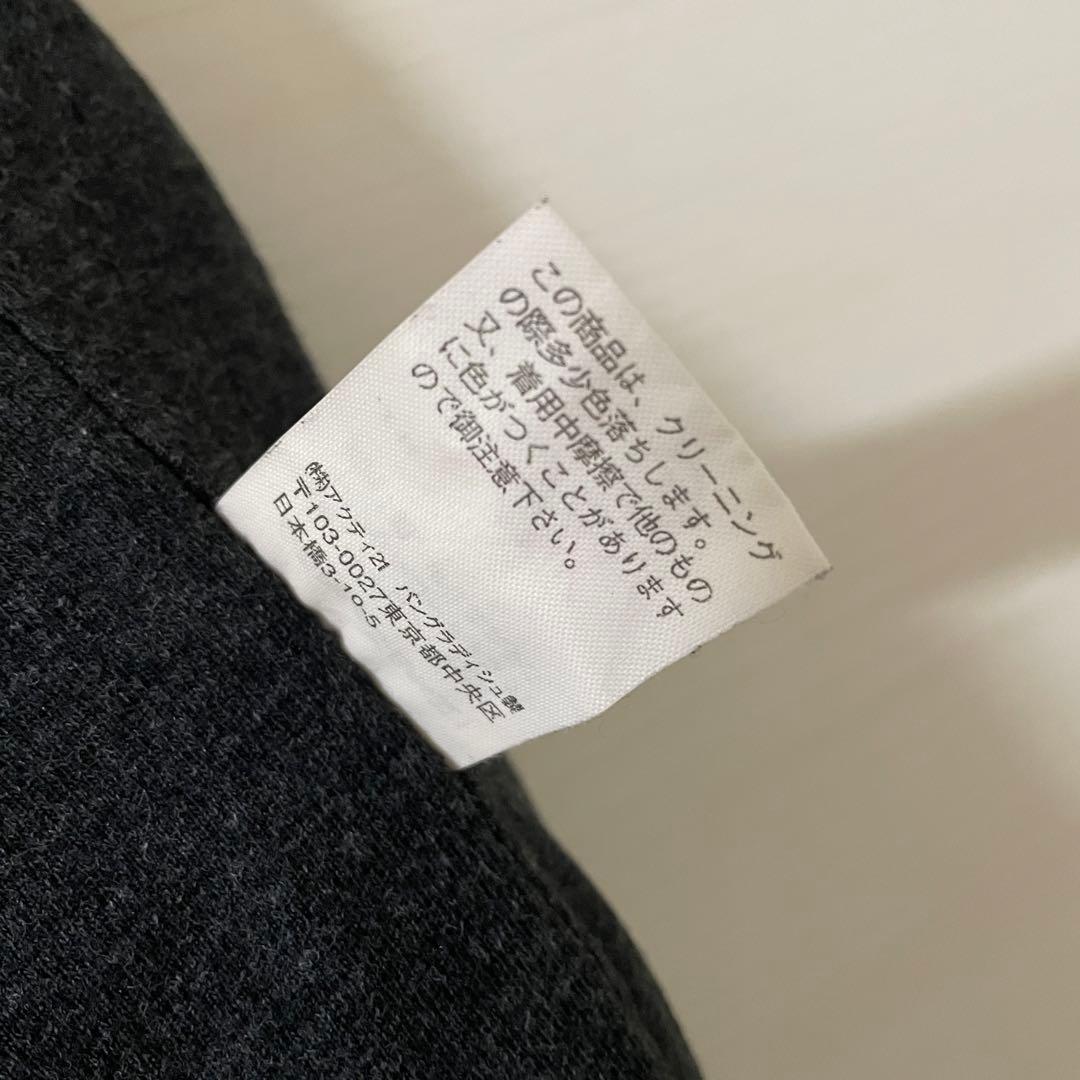 この商品は、クリーニング
の際多少色落ちします。
又、着用中摩擦で他のもの
に色がつくことがあります
ので御注意下さい。
㈱アクティ21 バングラディシュ製
〒103-0027東京都中央区
日本橋3-10-5